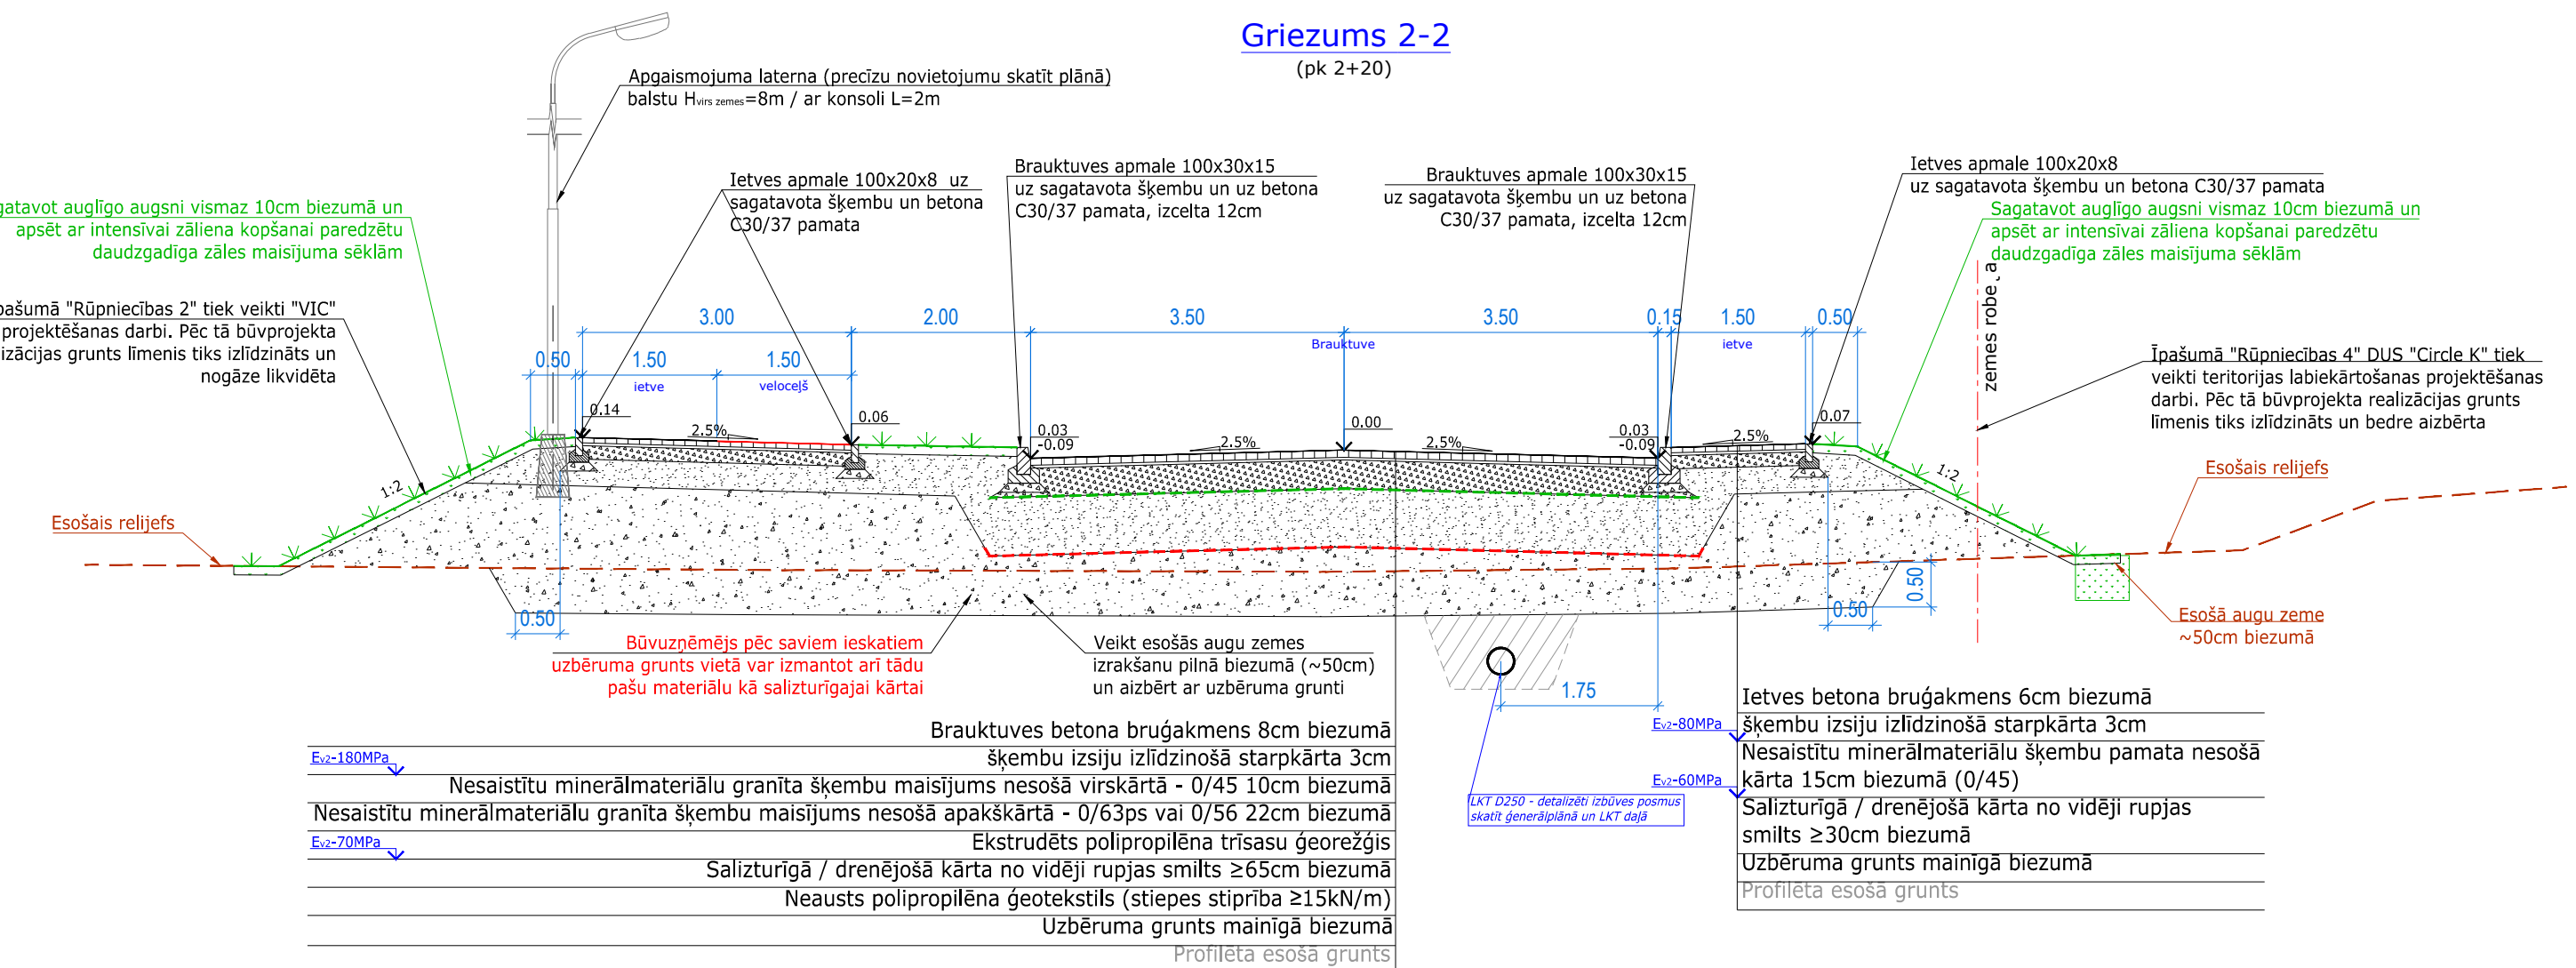 Griezums 2-2
(pk 2+20)
Apgaismojuma laterna (precīzu novietojumu skatīt plānā)
balstu Hvirs zemes=8m / ar konsoli L=2m
Ietves apmale 100x20x8 uz
sagatavota šķembu un betona
C30/37 pamata
Brauktuves apmale 100x30x15
uz sagatavota šķembu un uz betona
C30/37 pamata, izcelta 12cm
Brauktuves apmale 100x30x15
uz sagatavota šķembu un uz betona
C30/37 pamata, izcelta 12cm
Ietves apmale 100x20x8
uz sagatavota šķembu un betona C30/37 pamata
gatavot auglīgo augsni vismaz 10cm biezumā un
apsēt ar intensīvai zāliena kopšanai paredzētu
daudzgadīga zāles maisījuma sēklām
Sagatavot auglīgo augsni vismaz 10cm biezumā un
apsēt ar intensīvai zāliena kopšanai paredzētu
daudzgadīga zāles maisījuma sēklām
pašumā "Rūpniecības 2" tiek veikti "VIC"
projektēšanas darbi. Pēc tā būvprojekta
izācijas grunts līmenis tiks izlīdzināts un
nogāze likvidēta
zemes robe a
Īpašumā "Rūpniecības 4" DUS "Circle K" tiek
veikti teritorijas labiekārtošanas projektēšanas
darbi. Pēc tā būvprojekta realizācijas grunts
līmenis tiks izlīdzināts un bedre aizbērta
3.00
2.00
3.50
3.50
0.15
1.50
0.50
Brauktuve
ietve
0.50
1.50
1.50
ietve
veloceļš
0.14
0.06
0.03
-0.09
0.00
0.03
-0.09
0.07
2.5%
2.5%
2.5%
2.5%
1:2
1:2
Esošais relijefs
Esošais relijefs
0.50
0.50
0.50
1.75
Esošā augu zeme
~50cm biezumā
Būvuzņēmējs pēc saviem ieskatiem
uzbēruma grunts vietā var izmantot arī tādu
pašu materiālu kā salizturīgajai kārtai
Veikt esošās augu zemes
izrakšanu pilnā biezumā (~50cm)
un aizbērt ar uzbēruma grunti
Brauktuves betona bruģakmens 8cm biezumā
šķembu izsiju izlīdzinošā starpkārta 3cm
Ev2-180MPa
Nesaistītu minerālmateriālu granīta šķembu maisījums nesošā virskārtā - 0/45 10cm biezumā
Nesaistītu minerālmateriālu granīta šķembu maisījums nesošā apakškārtā - 0/63ps vai 0/56 22cm biezumā
Ev2-70MPa
Ekstrudēts polipropilēna trīsasu ģeorežģis
Salizturīgā / drenējošā kārta no vidēji rupjas smilts ≥65cm biezumā
Neausts polipropilēna ģeotekstils (stiepes stiprība ≥15kN/m)
Uzbēruma grunts mainīgā biezumā
Profilēta esošā grunts
LKT D250 - detalizēti izbūves posmus
skatīt ģenerālplānā un LKT daļā
Ietves betona bruģakmens 6cm biezumā
Ev2-80MPa
šķembu izsiju izlīdzinošā starpkārta 3cm
Nesaistītu minerālmateriālu šķembu pamata nesošā
kārta 15cm biezumā (0/45)
Ev2-60MPa
Salizturīgā / drenējošā kārta no vidēji rupjas
smilts ≥30cm biezumā
Uzbēruma grunts mainīgā biezumā
Profilēta esošā grunts